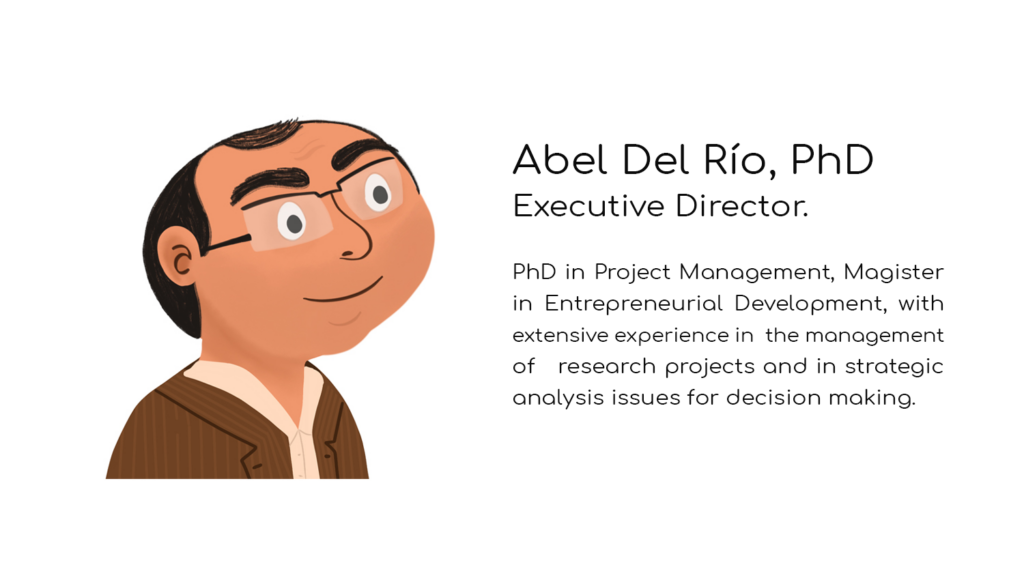 Abel Del Río, PhD
Executive Director.
PhD in Project Management, Magister
in Entrepreneurial Development, with
extensive experience in the management
of research projects and in strategic
analysis issues for decision making.